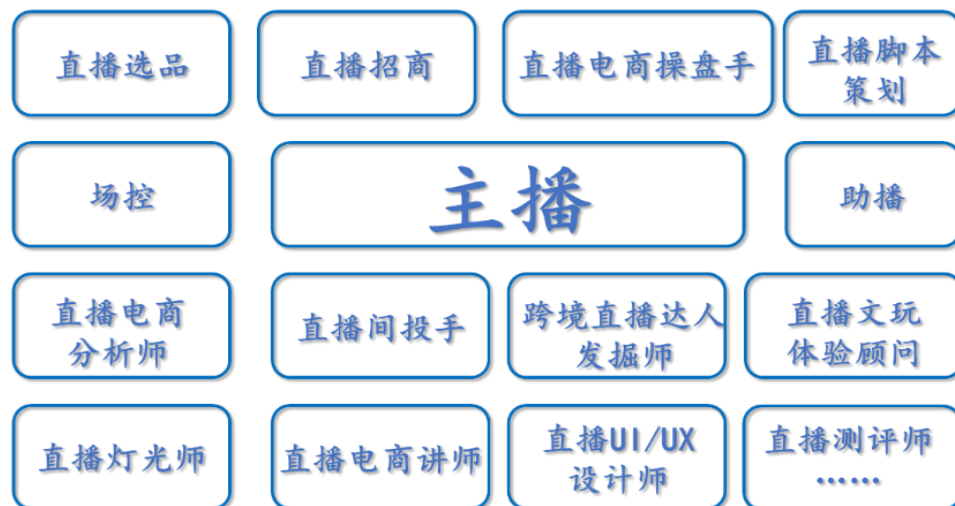 直播选品
直播招商
直播电商操盘手
直播脚本
策划
场控
主播
助播
直播电商
分析师
直播间投手
跨境直播达人
发掘师
直播文玩
体验顾问
直播灯光师
直播电商讲师
直播UI/UX
设计师
直播测评师
……